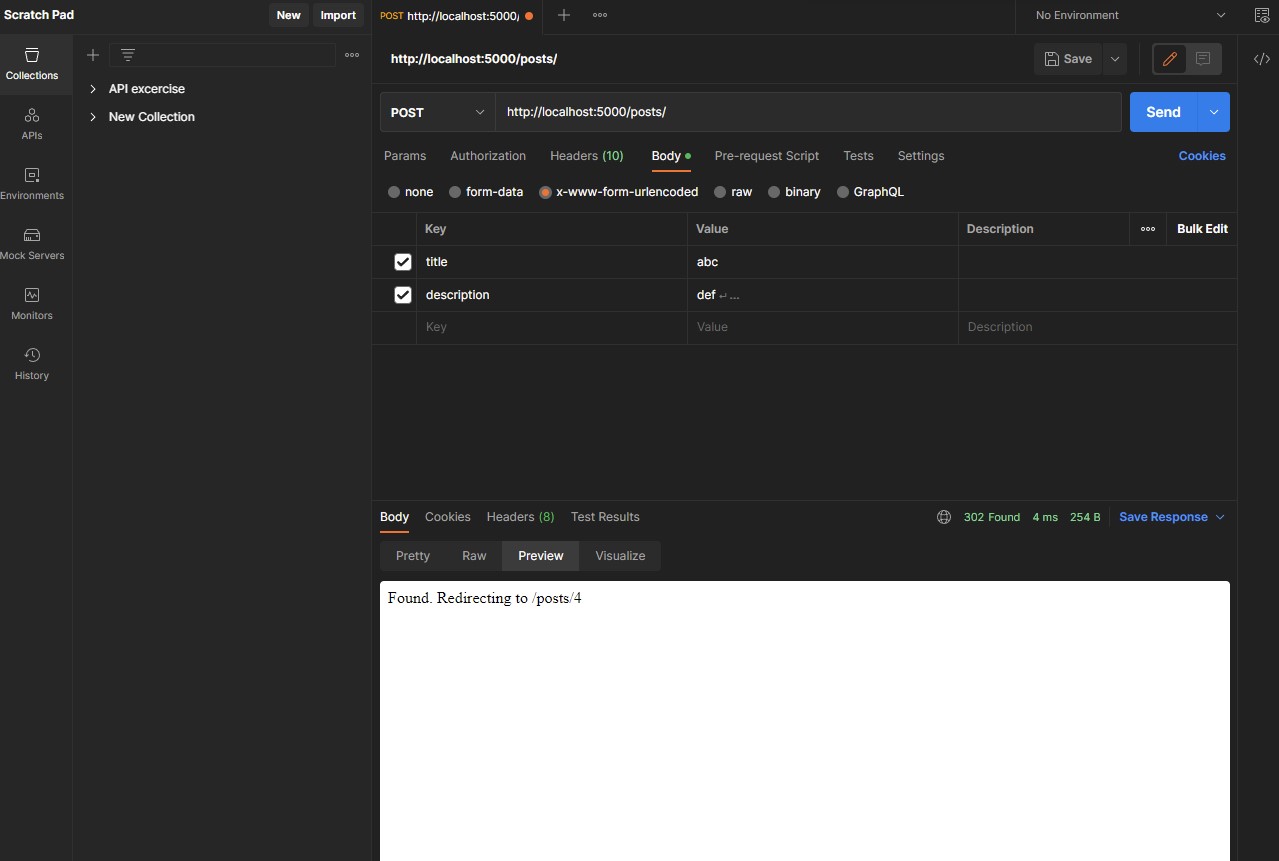 Scratch Pad
New
Import
POST http://localhost:5000/
No Environment
Collections
APIs
Environments
Mock Servers
Monitors
History
API excercise
New Collection
http://localhost:5000/posts/
Save
POST
http://localhost:5000/posts/
Send
Params Authorization Headers (10) Body Pre-request Script Tests Settings Cookies
none form-data x-www-form-urlencoded raw binary GraphQL
Key Value Description Bulk Edit
title abc
description def ↵ ...
Key Value Description
Body Cookies Headers (8) Test Results 302 Found 4 ms 254 B Save Response
Pretty Raw Preview Visualize
Found. Redirecting to /posts/4